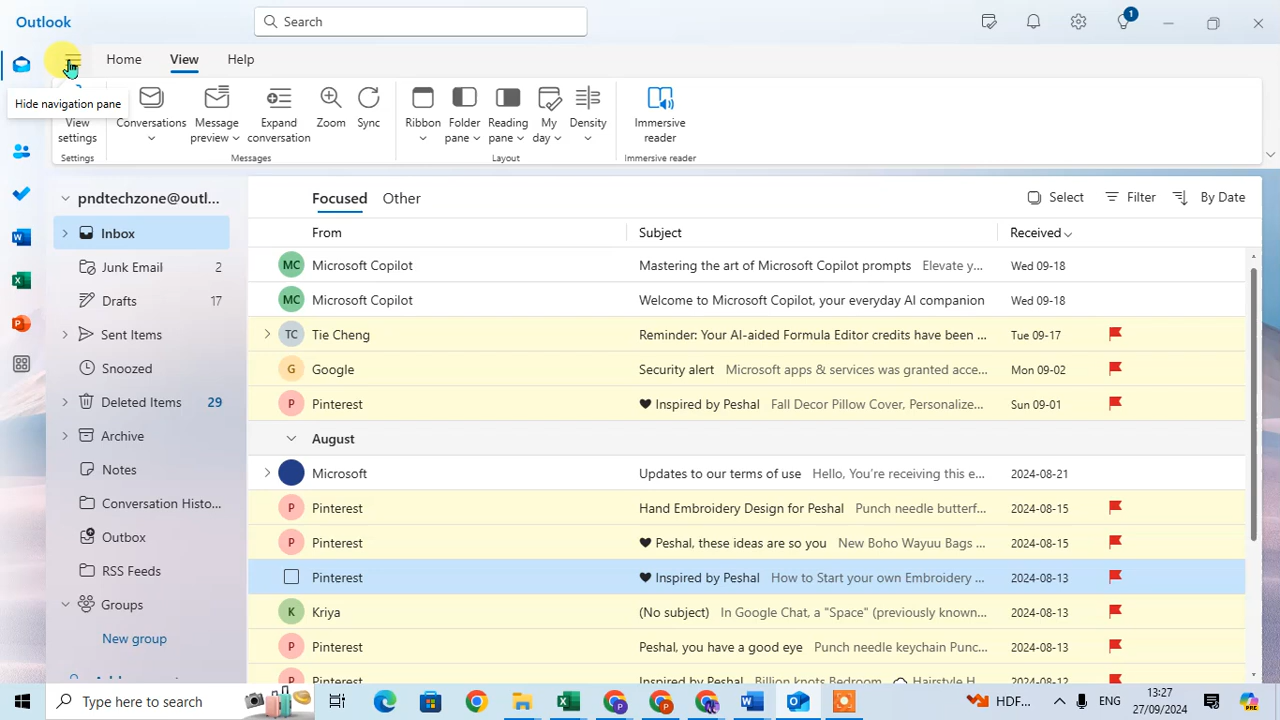 Outlook
Search
1
Home View Help
Hide navigation pane
View settings
Conversations
Message preview
Expand conversation
Zoom
Sync
Ribbon
Folder pane
Reading pane
My day
Density
Immersive reader
Settings
Messages
Layout
Immersive reader
pndtechzone@outl...
Inbox
Junk Email 2
Drafts 17
Sent Items
Snoozed
Deleted Items 29
Archive
Notes
Conversation Histo...
Outbox
RSS Feeds
Groups
New group
Focused Other
Select Filter By Date
From Subject Received
MC Microsoft Copilot Mastering the art of Microsoft Copilot prompts Elevate y... Wed 09-18
MC Microsoft Copilot Welcome to Microsoft Copilot, your everyday AI companion Wed 09-18
TC Tie Cheng Reminder: Your AI-aided Formula Editor credits have been ... Tue 09-17
G Google Security alert Microsoft apps & services was granted acce... Mon 09-02
P Pinterest ♥ Inspired by Peshal Fall Decor Pillow Cover, Personalize... Sun 09-01
August
Microsoft Updates to our terms of use Hello, You're receiving this e... 2024-08-21
P Pinterest Hand Embroidery Design for Peshal Punch needle butterf... 2024-08-15
P Pinterest ♥ Peshal, these ideas are so you New Boho Wayuu Bags ... 2024-08-15
Pinterest ♥ Inspired by Peshal How to Start your own Embroidery ... 2024-08-13
K Kriya (No subject) In Google Chat, a "Space" (previously known... 2024-08-13
P Pinterest Peshal, you have a good eye Punch needle keychain Punc... 2024-08-13
Pinterest Inspired by Peshal Billion knots Bedroom Hairstyle H...
Type here to search
HDF...
ENG
13:27
27/09/2024